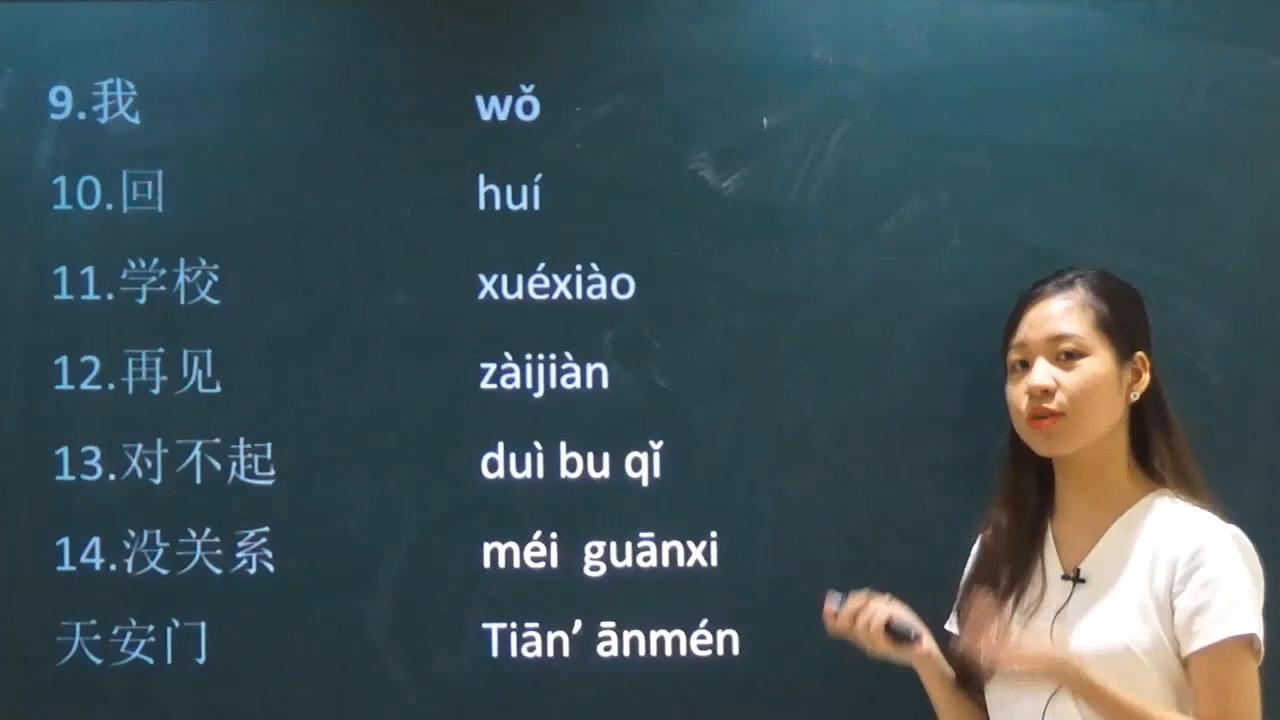 9.我 wǒ
10.回 huí
11.学校 xuéxiào
12.再见 zàijiàn
13.对不起 duì bu qǐ
14.没关系 méi guānxi
天安门 Tiān’ ānmén